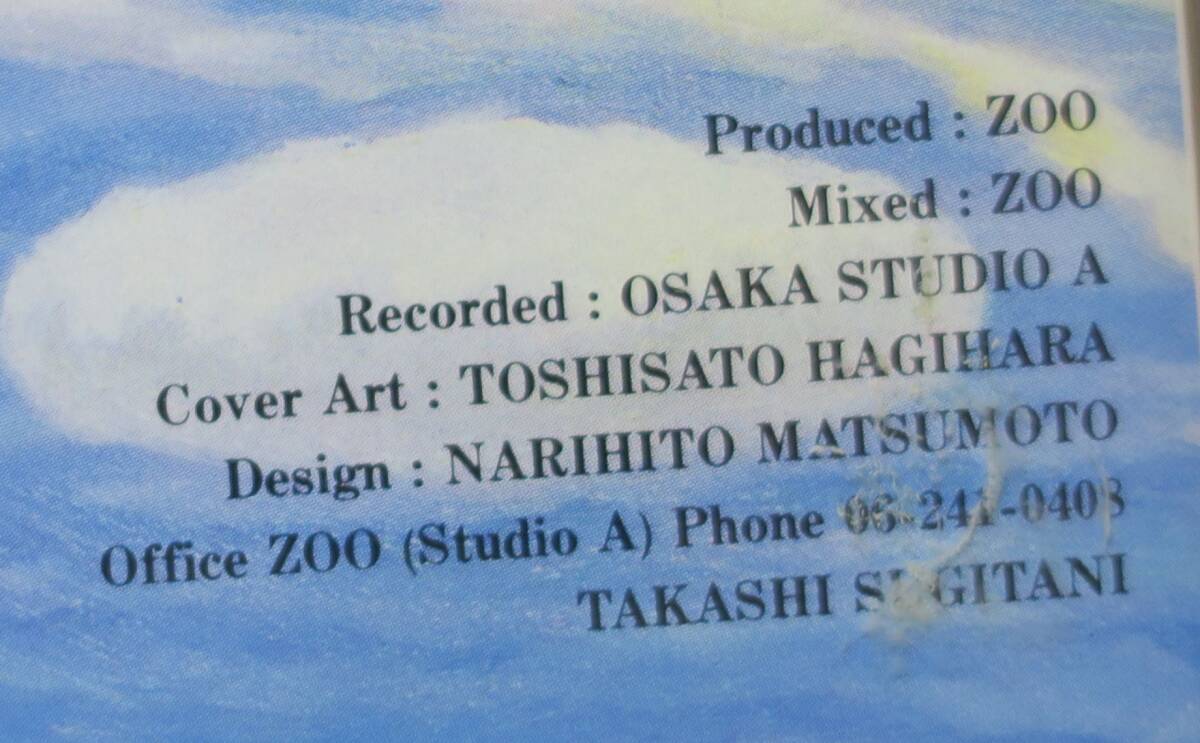 Produced : ZOO
Mixed : ZOO
Recorded : OSAKA STUDIO A
Cover Art : TOSHISATO HAGIHARA
Design : NARIHITO MATSUMOTO
Office ZOO (Studio A) Phone
TAKASHI SUGITANI